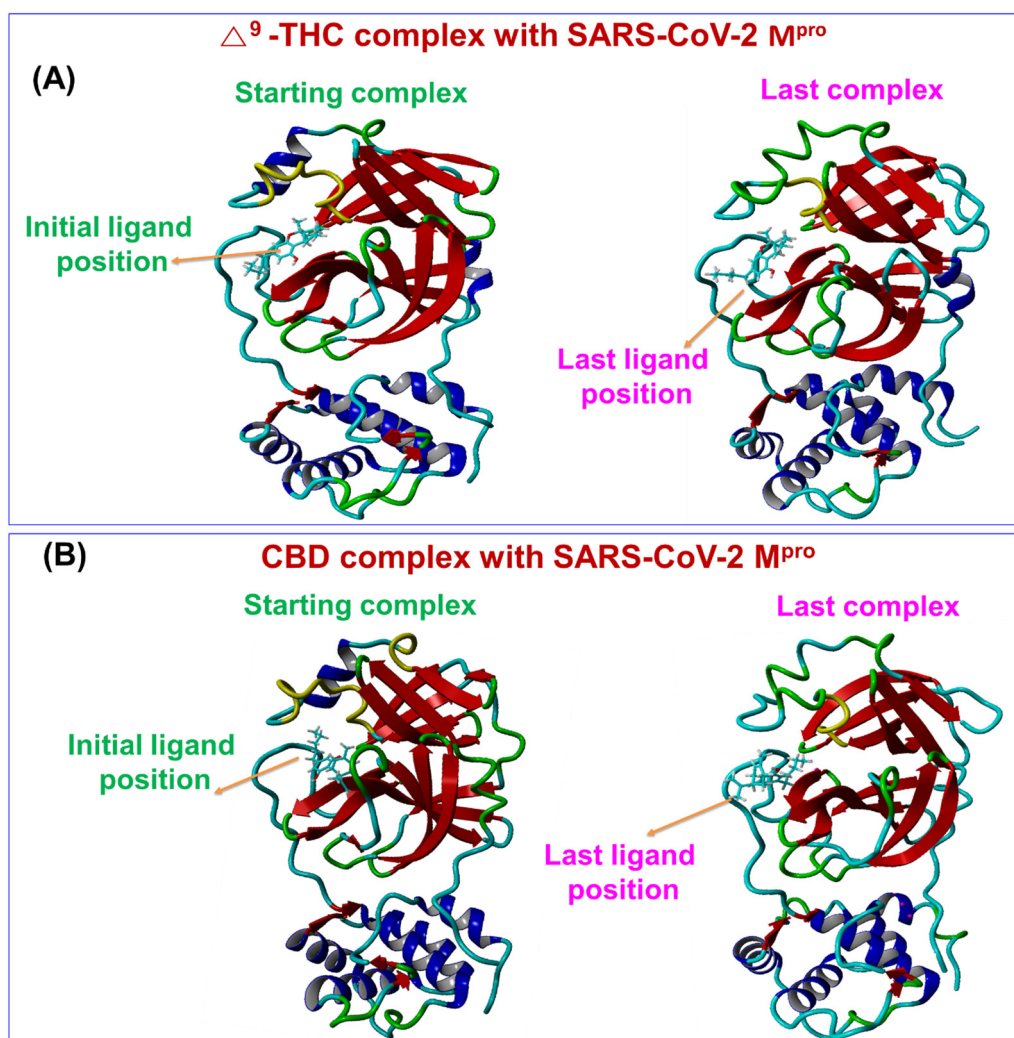 △⁹ -THC complex with SARS-CoV-2 Mᵖʳᵒ
(A)
Starting complex
Last complex
Initial ligand
position
Last ligand
position
(B)
CBD complex with SARS-CoV-2 Mᵖʳᵒ
Starting complex
Last complex
Initial ligand
position
Last ligand
position